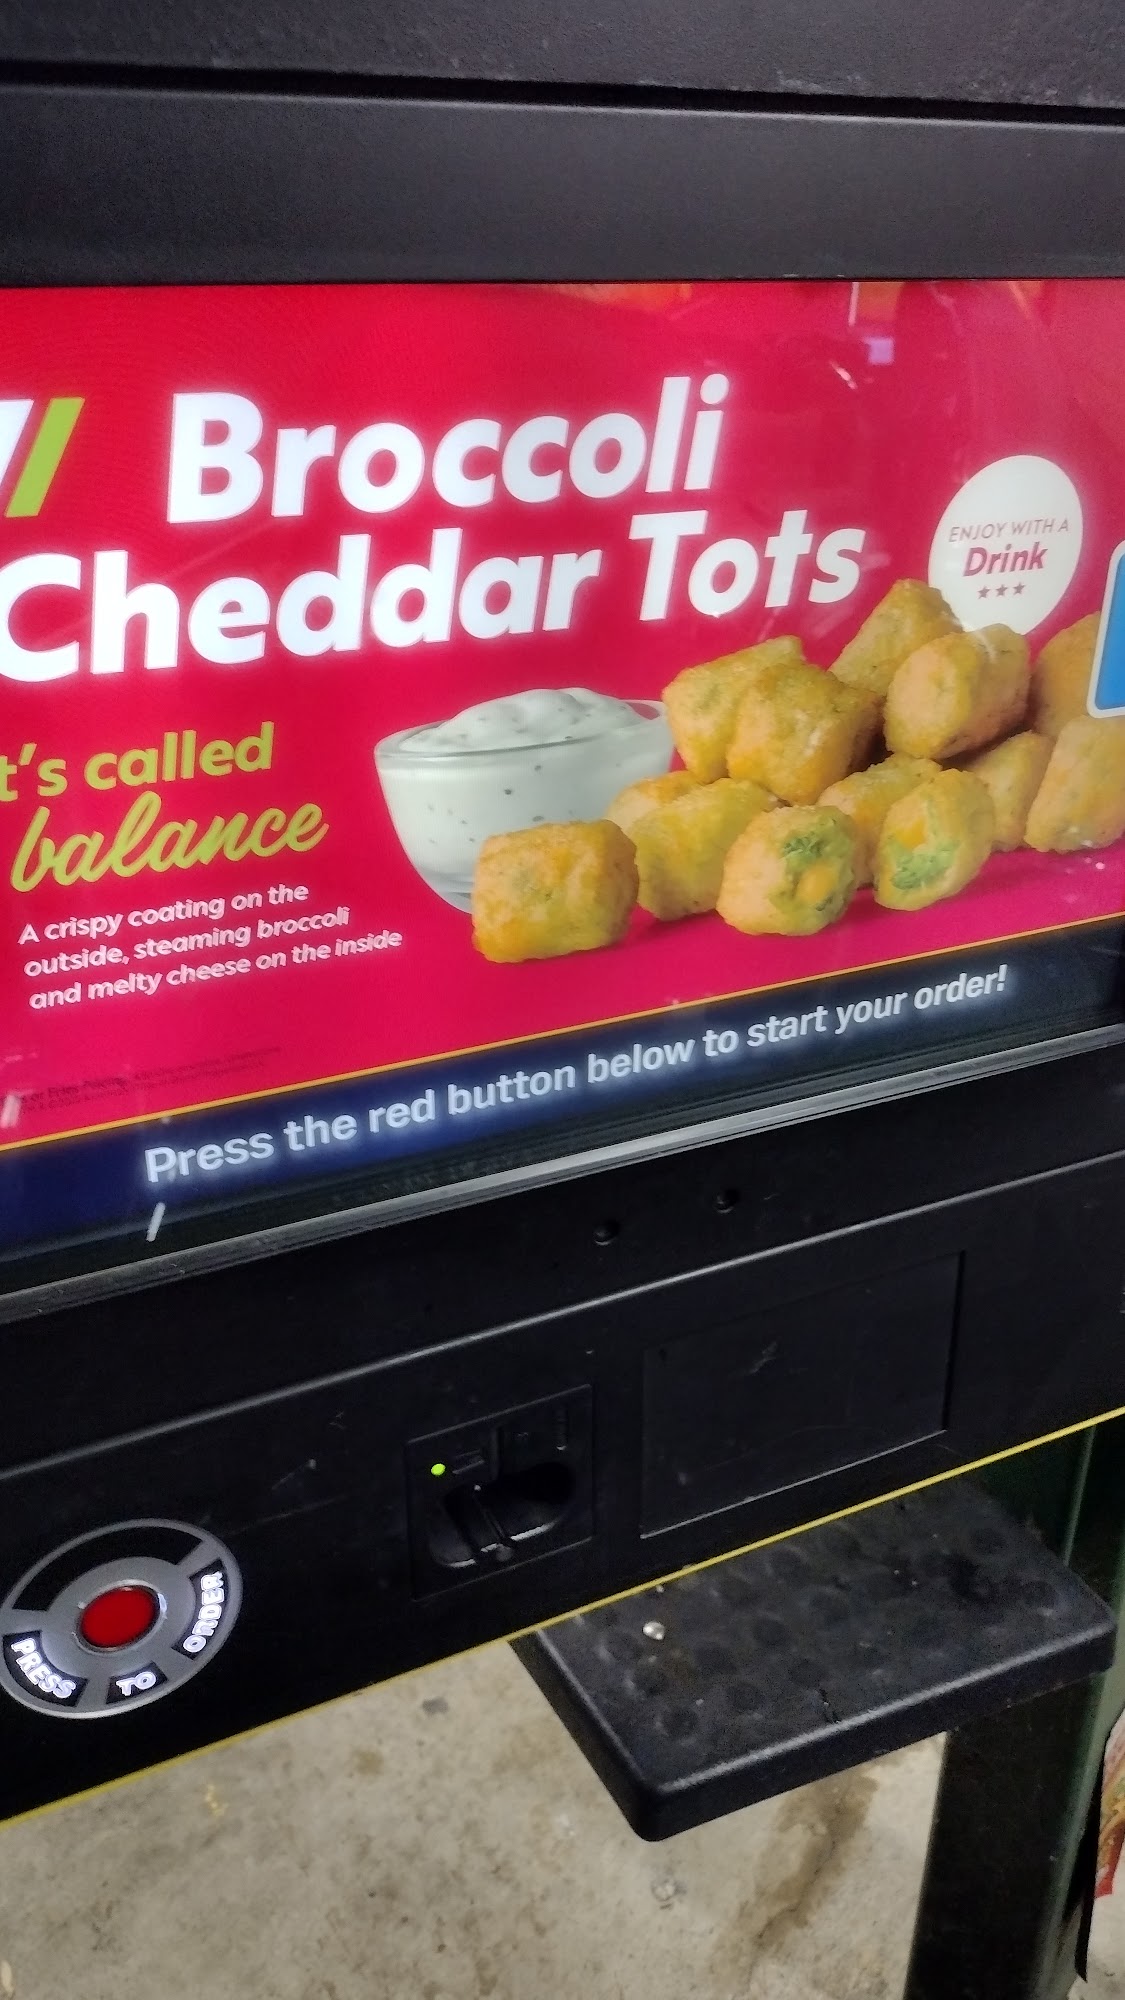 Broccoli
Cheddar Tots
ENJOY WITH A
Drink
t's called
balance
A crispy coating on the
outside, steaming broccoli
and melty cheese on the inside
Press the red button below to start your order!
PRESS TO ORDER